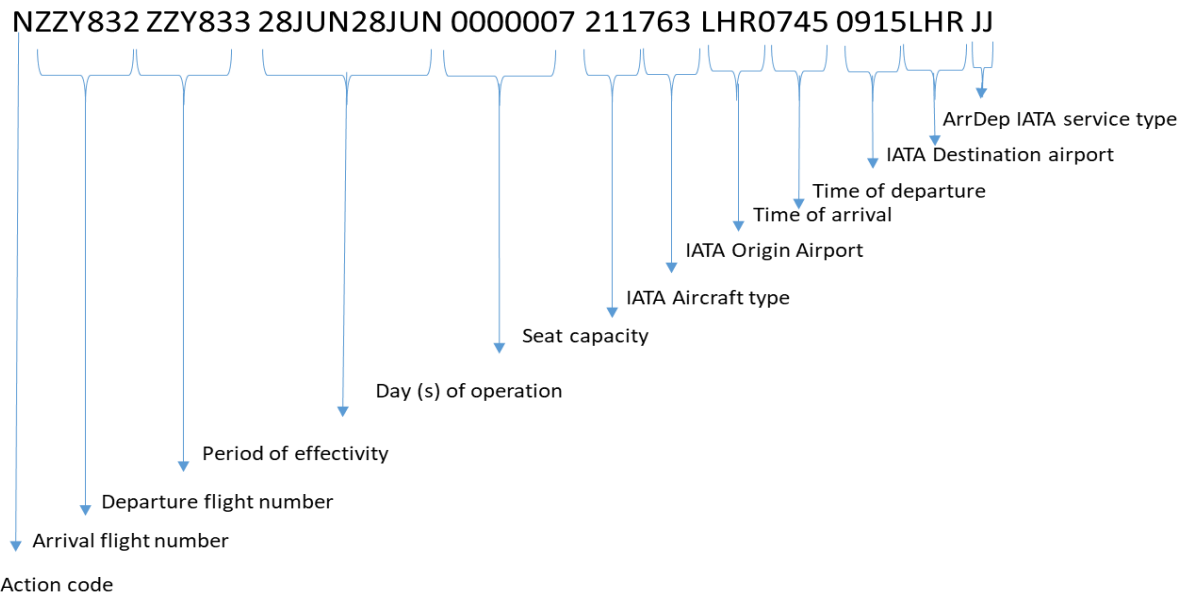 NZZY832 ZZY833 28JUN28JUN 0000007 211763 LHR0745 0915LHR JJ
ArrDep IATA service type
IATA Destination airport
Time of departure
Time of arrival
IATA Origin Airport
IATA Aircraft type
Seat capacity
Day (s) of operation
Period of effectivity
Departure flight number
Arrival flight number
Action code